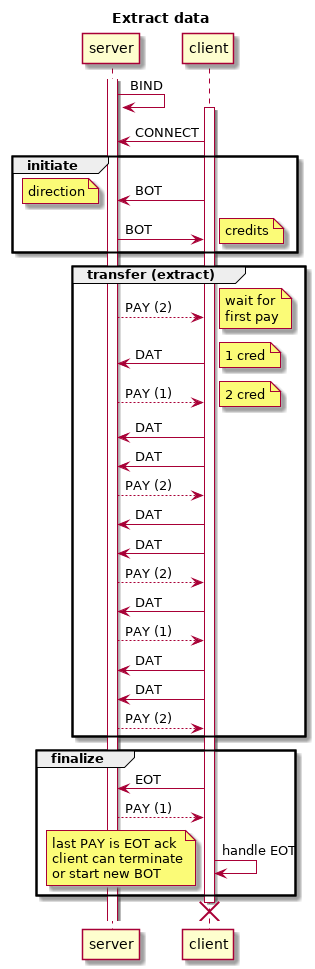 Extract data
server
client
BIND
CONNECT
initiate
direction
BOT
BOT
credits
transfer (extract)
PAY (2)
wait for
first pay
DAT
1 cred
PAY (1)
2 cred
DAT
DAT
PAY (2)
DAT
DAT
PAY (2)
DAT
PAY (1)
DAT
DAT
PAY (2)
finalize
EOT
PAY (1)
last PAY is EOT ack
client can terminate
or start new BOT
handle EOT
server
client